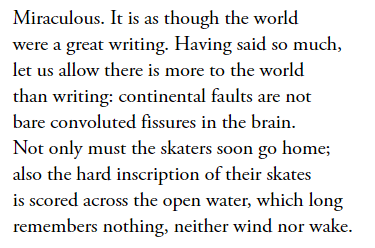 Miraculous. It is as though the world
were a great writing. Having said so much,
let us allow there is more to the world
than writing: continental faults are not
bare convoluted fissures in the brain.
Not only must the skaters soon go home;
also the hard inscription of their skates
is scored across the open water, which long
remembers nothing, neither wind nor wake.